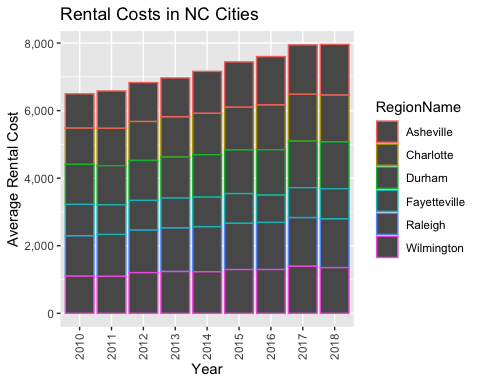 Rental Costs in NC Cities
8,000
6,000
4,000
2,000
0
Average Rental Cost
2010 2011 2012 2013 2014 2015 2016 2017 2018
Year
RegionName
Asheville
Charlotte
Durham
Fayetteville
Raleigh
Wilmington